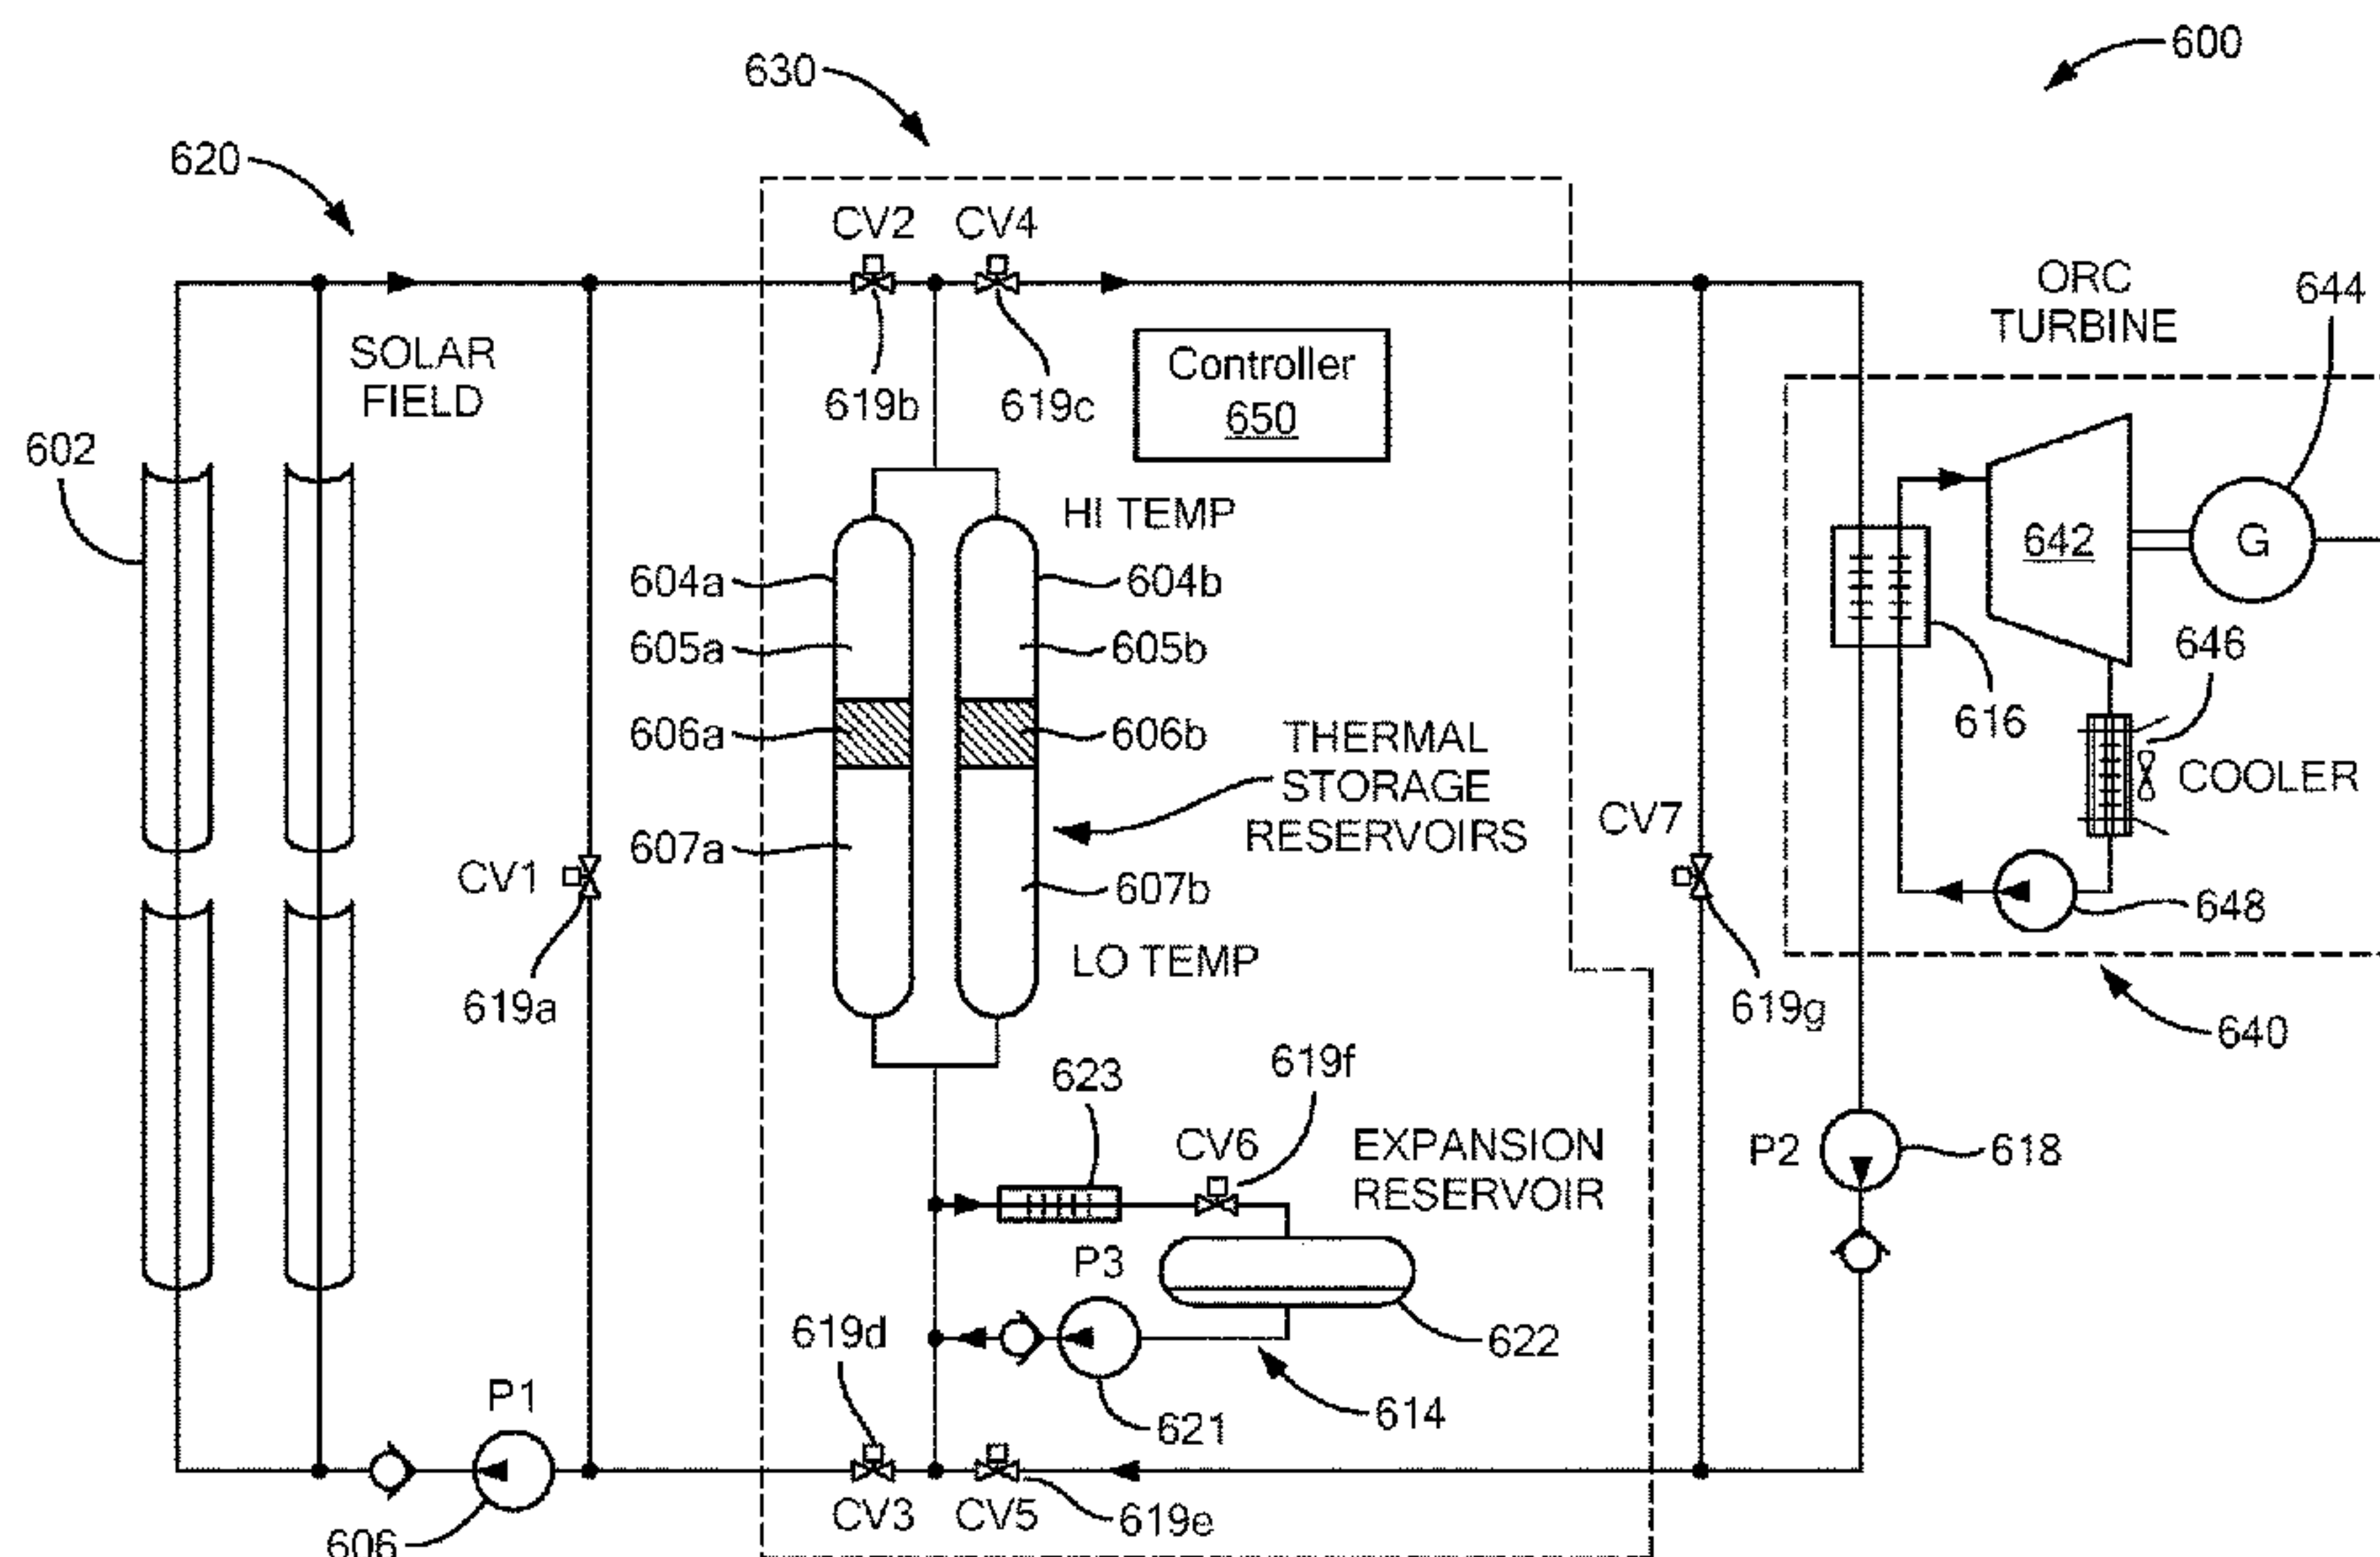 600
630
620
CV2
CV4
ORC
TURBINE
644
SOLAR
FIELD
Controller
650
619b
619c
602
HI TEMP
642
G
604a
604b
605a
605b
646
606a
606b
616
THERMAL
STORAGE
RESERVOIRS
COOLER
CV7
607a
CV1
607b
648
LO TEMP
619a
619g
640
619f
623
CV6
EXPANSION
RESERVOIR
P2
618
P3
619d
622
P1
614
621
CV3
CV5
619e
606